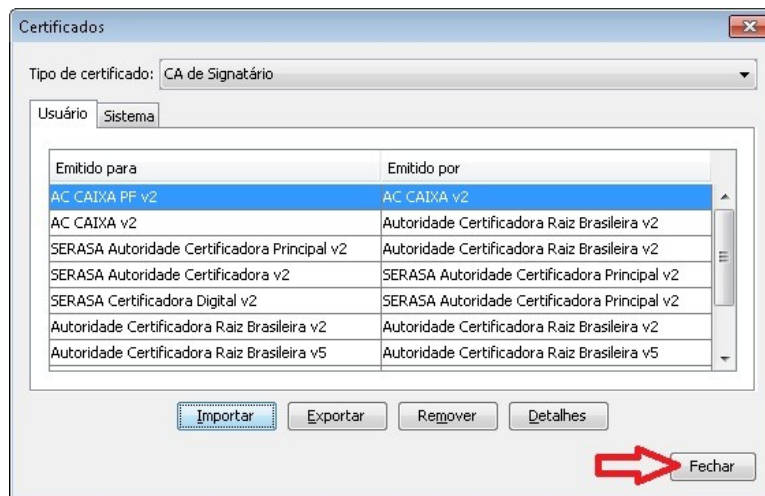 Certificados
Tipo de certificado: CA de Signatário
Usuário Sistema
Emitido para Emitido por
AC CAIXA PF v2 AC CAIXA v2
AC CAIXA v2 Autoridade Certificadora Raiz Brasileira v2
SERASA Autoridade Certificadora Principal v2 Autoridade Certificadora Raiz Brasileira v2
SERASA Autoridade Certificadora v2 SERASA Autoridade Certificadora Principal v2
SERASA Certificadora Digital v2 SERASA Autoridade Certificadora Principal v2
Autoridade Certificadora Raiz Brasileira v2 Autoridade Certificadora Raiz Brasileira v2
Autoridade Certificadora Raiz Brasileira v5 Autoridade Certificadora Raiz Brasileira v5
Importar Exportar Remover Detalhes
Fechar